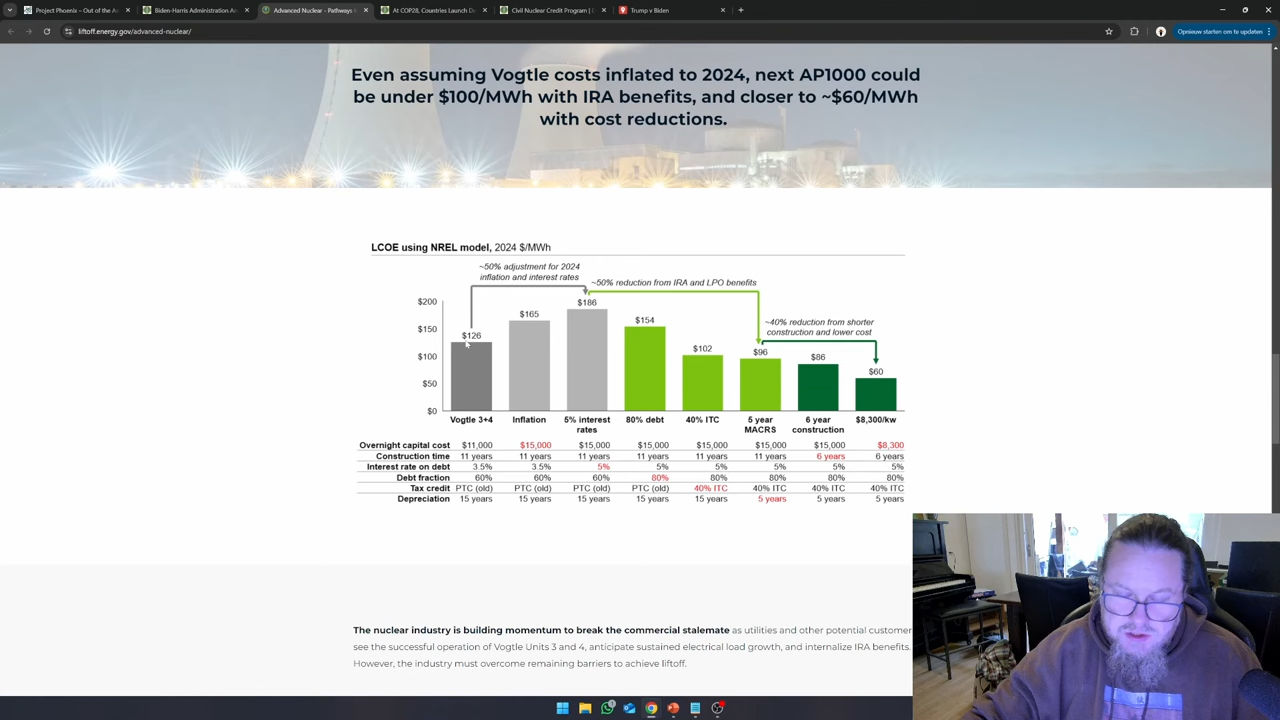 Project Phoenix – Out of the A
Biden-Harris Administration An
Advanced Nuclear - Pathways
At COP28, Countries Launch D
Civil Nuclear Credit Program |
Trump v Biden
liftoff.energy.gov/advanced-nuclear/
Opnieuw starten om te updaten
Even assuming Vogtle costs inflated to 2024, next AP1000 could
be under $100/MWh with IRA benefits, and closer to ~$60/MWh
with cost reductions.
LCOE using NREL model, 2024 $/MWh
~50% adjustment for 2024
inflation and interest rates
~50% reduction from IRA and LPO benefits
~40% reduction from shorter
construction and lower cost
$200
$150
$100
$50
$0
$126
$165
$186
$154
$102
$96
$86
$60
Vogtle 3+4
Inflation
5% interest
rates
80% debt
40% ITC
5 year
MACRS
6 year
construction
$8,300/kw
Overnight capital cost $11,000 $15,000 $15,000 $15,000 $15,000 $15,000 $15,000 $8,300
Construction time 11 years 11 years 11 years 11 years 11 years 11 years 6 years 6 years
Interest rate on debt 3.5% 3.5% 5% 5% 5% 5% 5% 5%
Debt fraction 60% 60% 60% 80% 80% 80% 80% 80%
Tax credit PTC (old) PTC (old) PTC (old) PTC (old) 40% ITC 40% ITC 40% ITC 40% ITC
Depreciation 15 years 15 years 15 years 15 years 15 years 5 years 5 years 5 years
The nuclear industry is building momentum to break the commercial stalemate as utilities and other potential customer
see the successful operation of Vogtle Units 3 and 4, anticipate sustained electrical load growth, and internalize IRA benefits.
However, the industry must overcome remaining barriers to achieve liftoff.